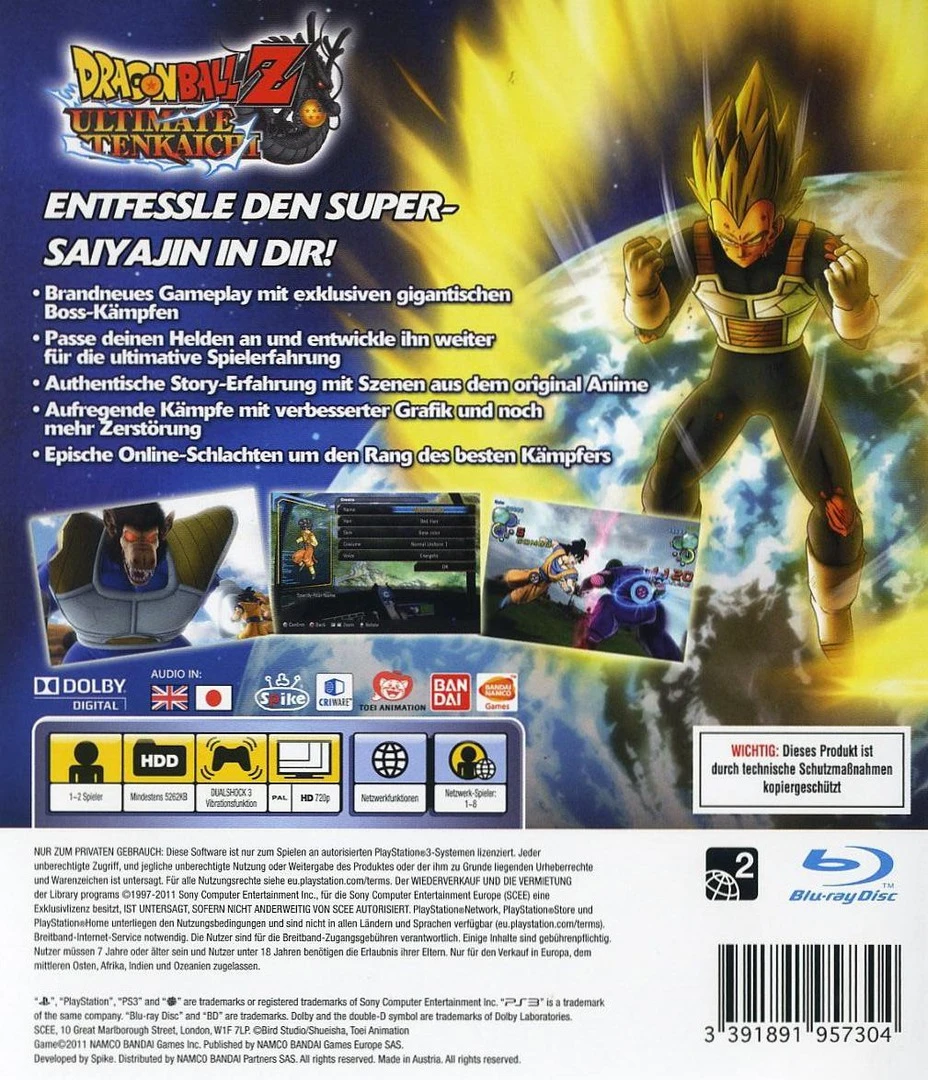 DRAGONBALL Z
ULTIMATE
TENKAICHI
ENTFESSLE DEN SUPER-
SAIYAJIN IN DIR!
• Brandneues Gameplay mit exklusiven gigantischen
Boss-Kämpfen
• Passe deinen Helden an und entwickle ihn weiter
für die ultimative Spielerfahrung
• Authentische Story-Erfahrung mit Szenen aus dem original Anime
• Aufregende Kämpfe mit verbesserter Grafik und noch
mehr Zerstörung
• Epische Online-Schlachten um den Rang des besten Kämpfers
DOLBY
DIGITAL
AUDIO IN:
Spike
CRIWARE
TOEI ANIMATION
BAN
DAI
BANDAI
NAMCO
Games
HDD
1-2 Spieler
Mindestens 5262KB
DUALSHOCK 3
Vibrationsfunktion
PAL
HD 720p
Netzwerkfunktionen
Netzwerk-Spieler:
1-8
WICHTIG: Dieses Produkt ist
durch technische Schutzmaßnahmen
kopiergeschützt
NUR ZUM PRIVATEN GEBRAUCH: Diese Software ist nur zum Spielen an autorisierten PlayStation®3-Systemen lizenziert. Jeder
unberechtigte Zugriff, und jegliche unberechtigte Nutzung oder Weitergabe des Produktes oder der ihm zu Grunde liegenden Urheberrechte
und Warenzeichen ist untersagt. Für alle Nutzungsrechte siehe eu.playstation.com/terms. Der WIEDERVERKAUF UND DIE VERMIETUNG
der Library programs ©1997-2011 Sony Computer Entertainment Inc., für die Sony Computer Entertainment Europe (SCEE) eine
Exklusivlizenz besitzt, IST UNTERSAGT, SOFERN NICHT ANDERWEITIG VON SCEE AUTORISIERT. PlayStation®Network, PlayStation®Store und
PlayStation®Home unterliegen den Nutzungsbedingungen und sind nicht in allen Ländern und Sprachen verfügbar (eu.playstation.com/terms).
Breitband-Internet-Service notwendig. Die Nutzer sind für die Breitband-Zugangsgebühren verantwortlich. Einige Inhalte sind gebührenpflichtig.
Nutzer müssen 7 Jahre oder älter sein und Nutzer unter 18 Jahren benötigen die Erlaubnis ihrer Eltern. Nur für den Verkauf in Europa, dem
mittleren Osten, Afrika, Indien und Ozeanien zugelassen.
2
Blu-ray Disc
TM
"", "PlayStation", "PS3" and "" are trademarks or registered trademarks of Sony Computer Entertainment Inc. "PS3" is a trademark
of the same company. "Blu-ray Disc" and "BD" are trademarks. Dolby and the double-D symbol are trademarks of Dolby Laboratories.
SCEE, 10 Great Marlborough Street, London, W1F 7LP. ©Bird Studio/Shueisha, Toei Animation
Game©2011 NAMCO BANDAI Games Inc. Published by NAMCO BANDAI Games Europe SAS.
Developed by Spike. Distributed by NAMCO BANDAI Partners SAS. All rights reserved. Made in Austria. All rights reserved.
3 391891 957304